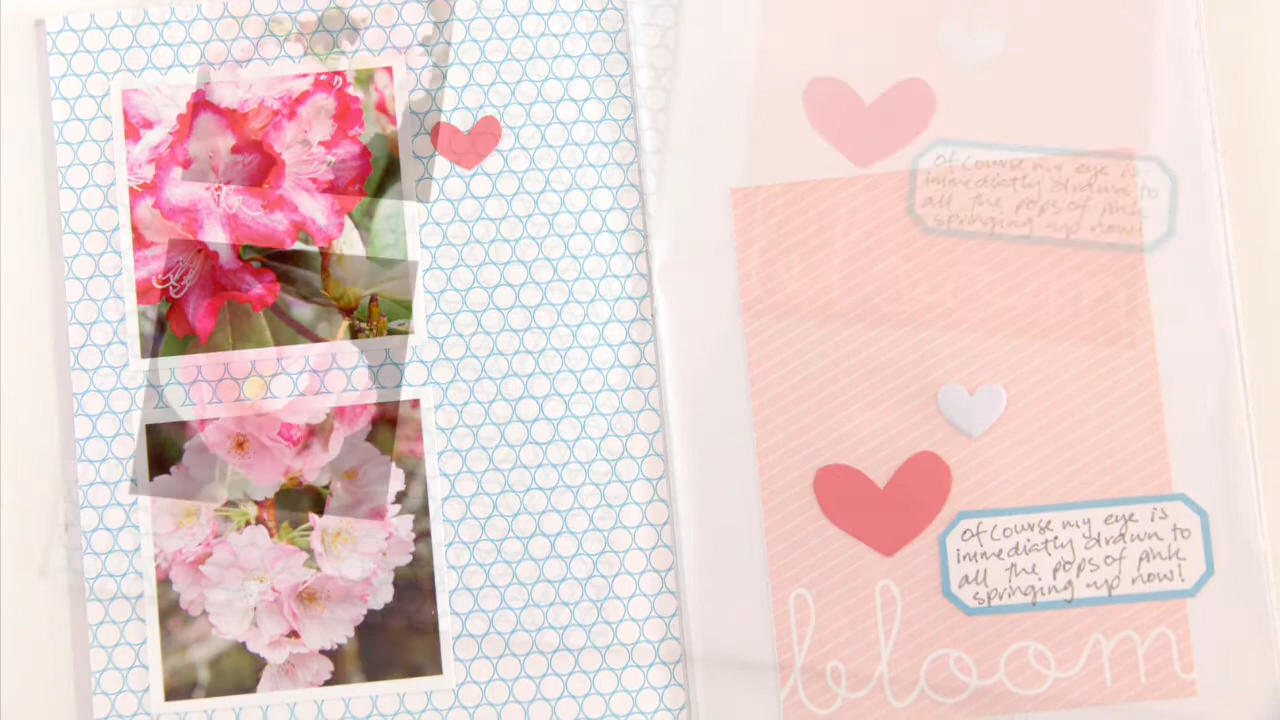 of course my eye is
immediatly drawn to
all the pops of pink
springing up now!
of course my eye is
immediatly drawn to
all the pops of pink
springing up now!
bloom